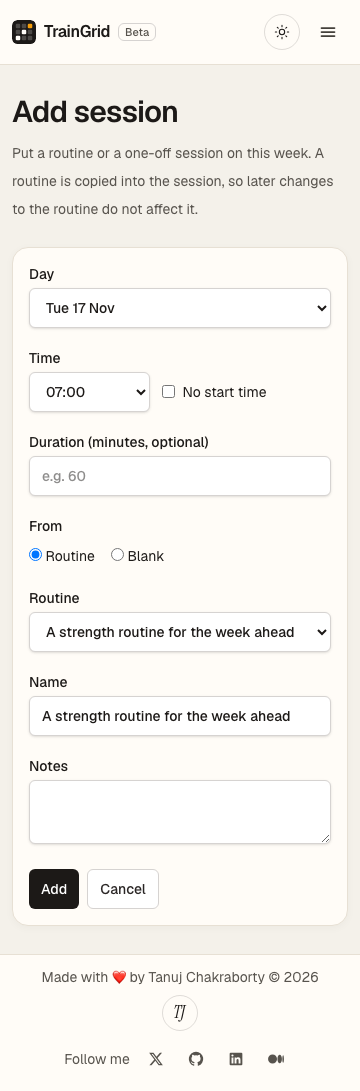 TrainGrid Beta
Add session
Put a routine or a one-off session on this week. A
routine is copied into the session, so later changes
to the routine do not affect it.
Day
Tue 17 Nov
Time
07:00 No start time
Duration (minutes, optional)
e.g. 60
From
Routine Blank
Routine
A strength routine for the week ahead
Name
A strength routine for the week ahead
Notes
Add Cancel
Made with ❤️ by Tanuj Chakraborty © 2026
TJ
Follow me